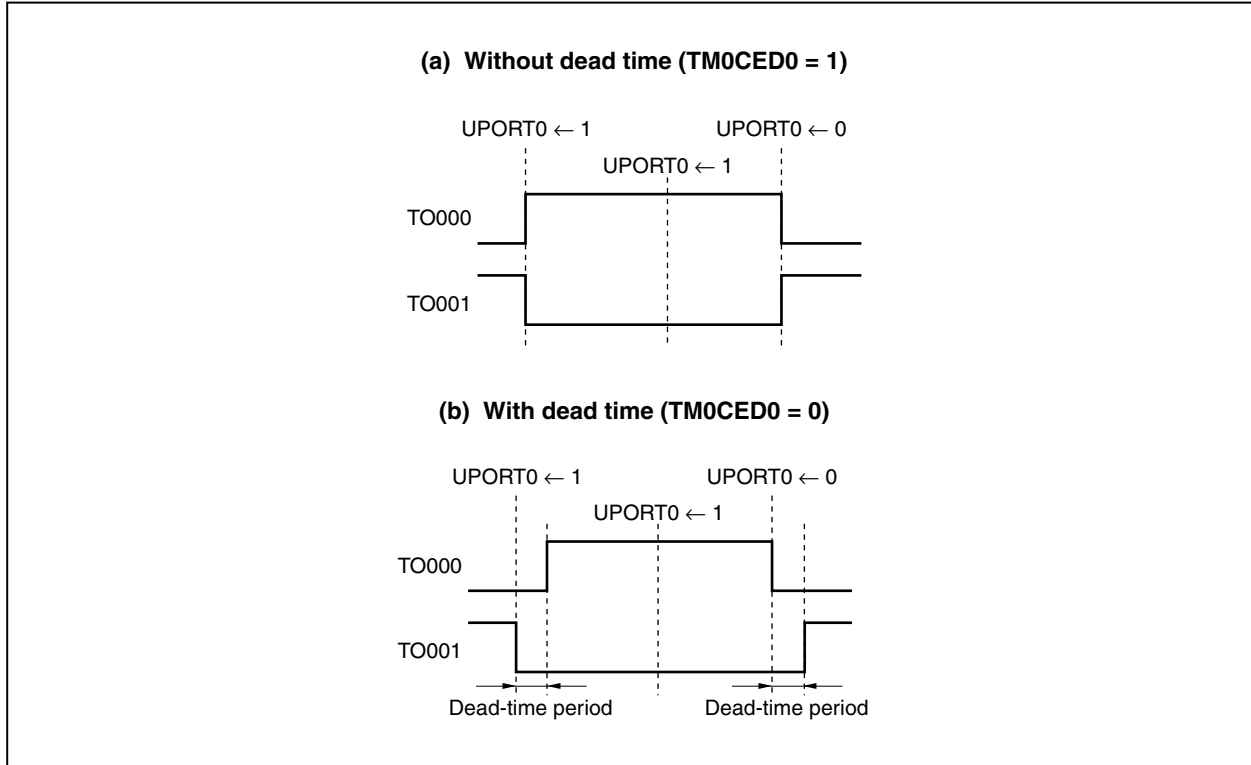 (a) Without dead time (TM0CED0 = 1)
UPORT0 ← 1 UPORT0 ← 0
UPORT0 ← 1
TO000
TO001
(b) With dead time (TM0CED0 = 0)
UPORT0 ← 1 UPORT0 ← 0
UPORT0 ← 1
TO000
TO001
Dead-time period Dead-time period